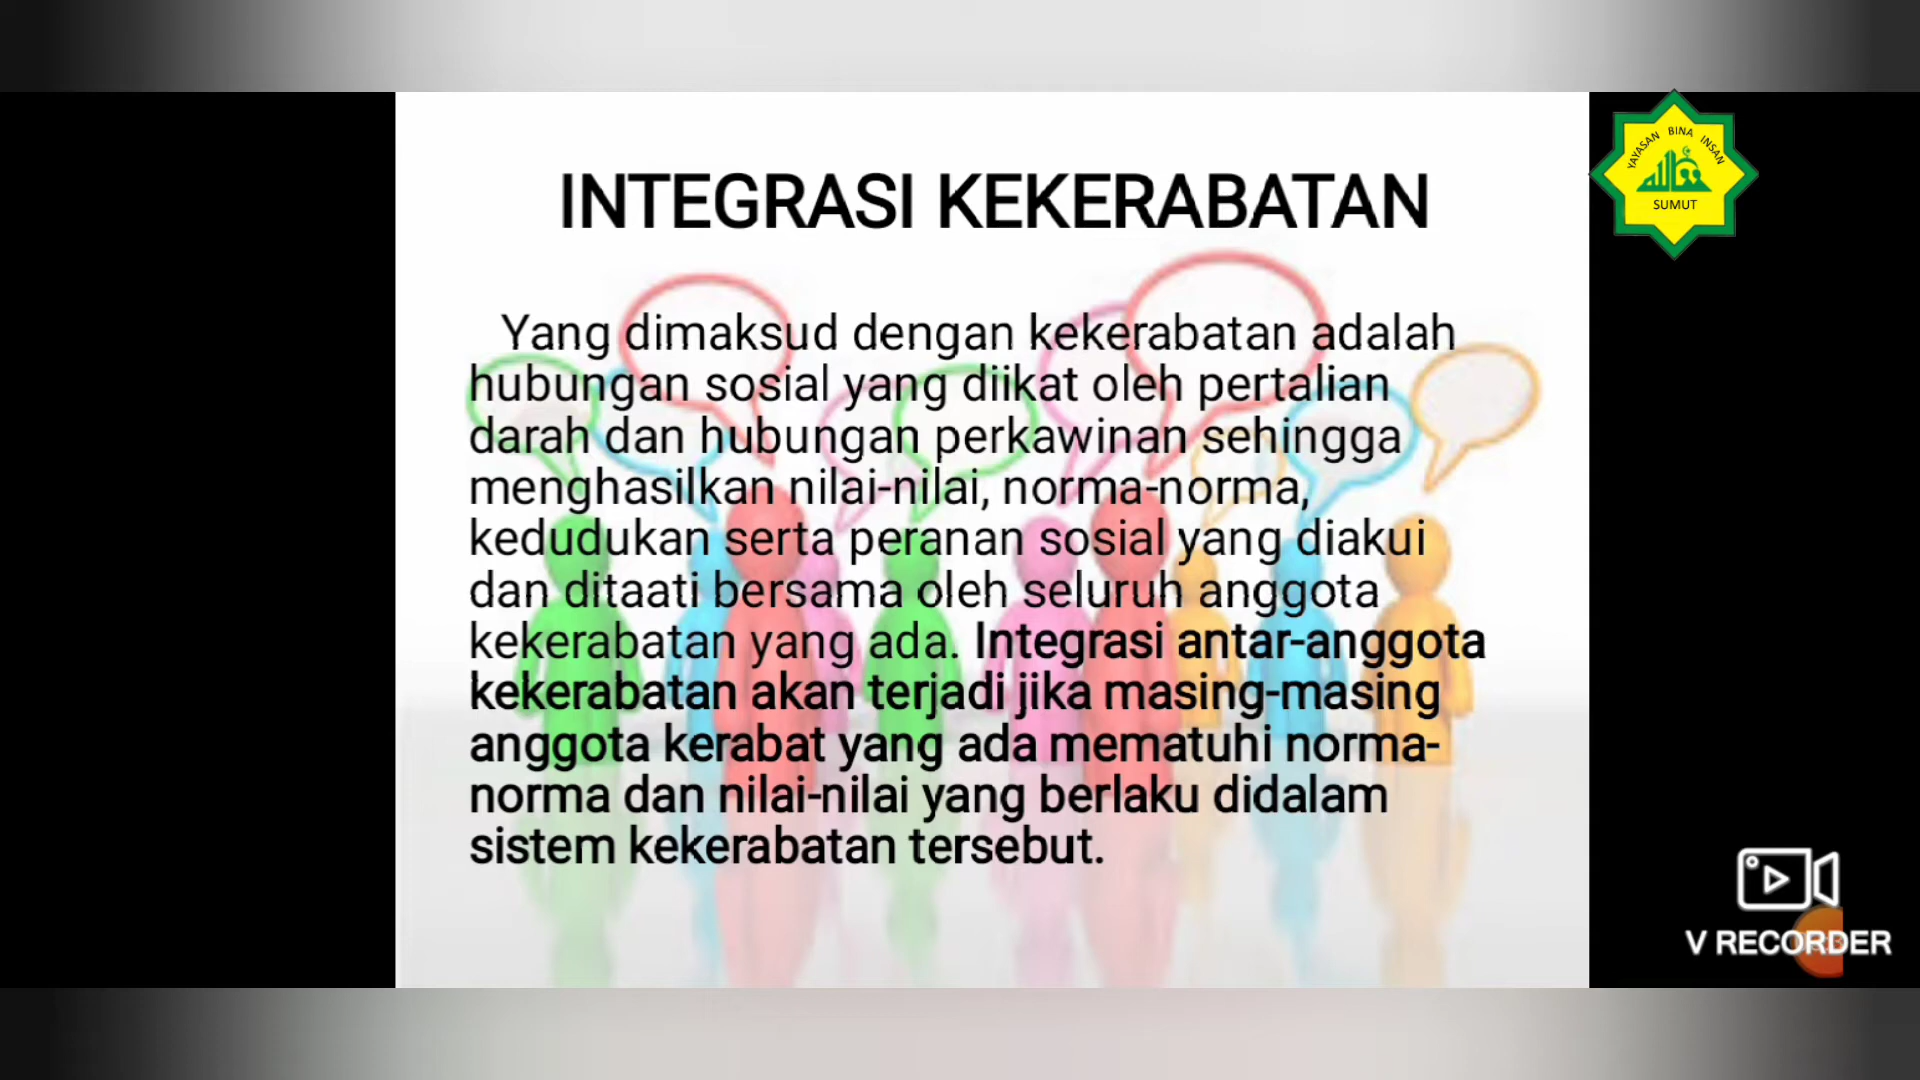 INTEGRASI KEKERABATAN
Yang dimaksud dengan kekerabatan adalah
hubungan sosial yang diikat oleh pertalian
darah dan hubungan perkawinan sehingga
menghasilkan nilai-nilai, norma-norma,
kedudukan serta peranan sosial yang diakui
dan ditaati bersama oleh seluruh anggota
kekerabatan yang ada. Integrasi antar-anggota
kekerabatan akan terjadi jika masing-masing
anggota kerabat yang ada mematuhi norma-
norma dan nilai-nilai yang berlaku didalam
sistem kekerabatan tersebut.
YAYASAN BINA INSAN
SUMUT
V RECORDER